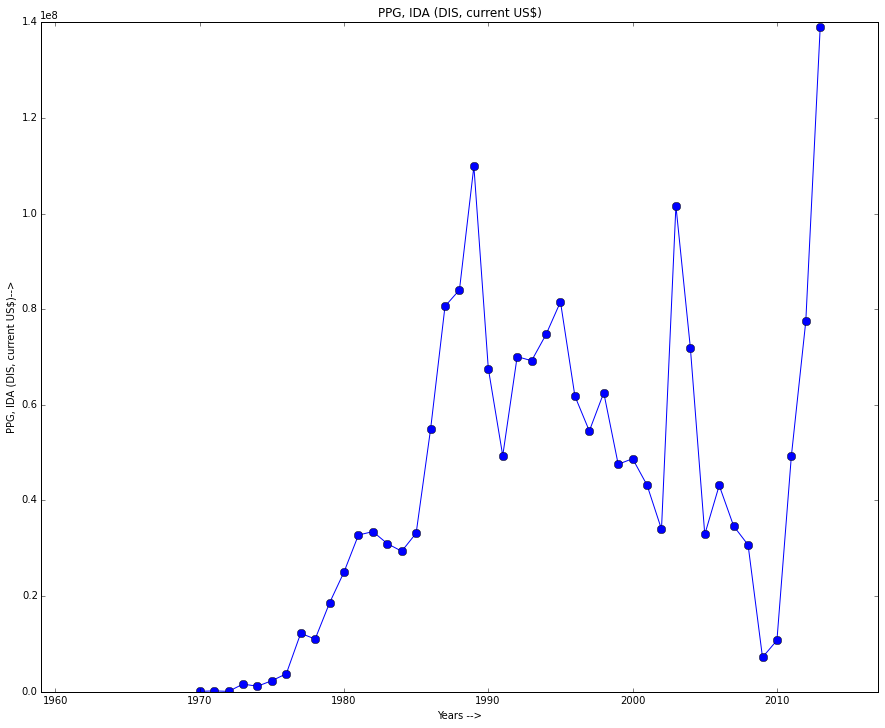 PPG, IDA (DIS, current US$)
1e8
1.4
1.2
1.0
0.8
0.6
0.4
0.2
0.0
PPG, IDA (DIS, current US$)-->
1960 1970 1980 1990 2000 2010
Years -->